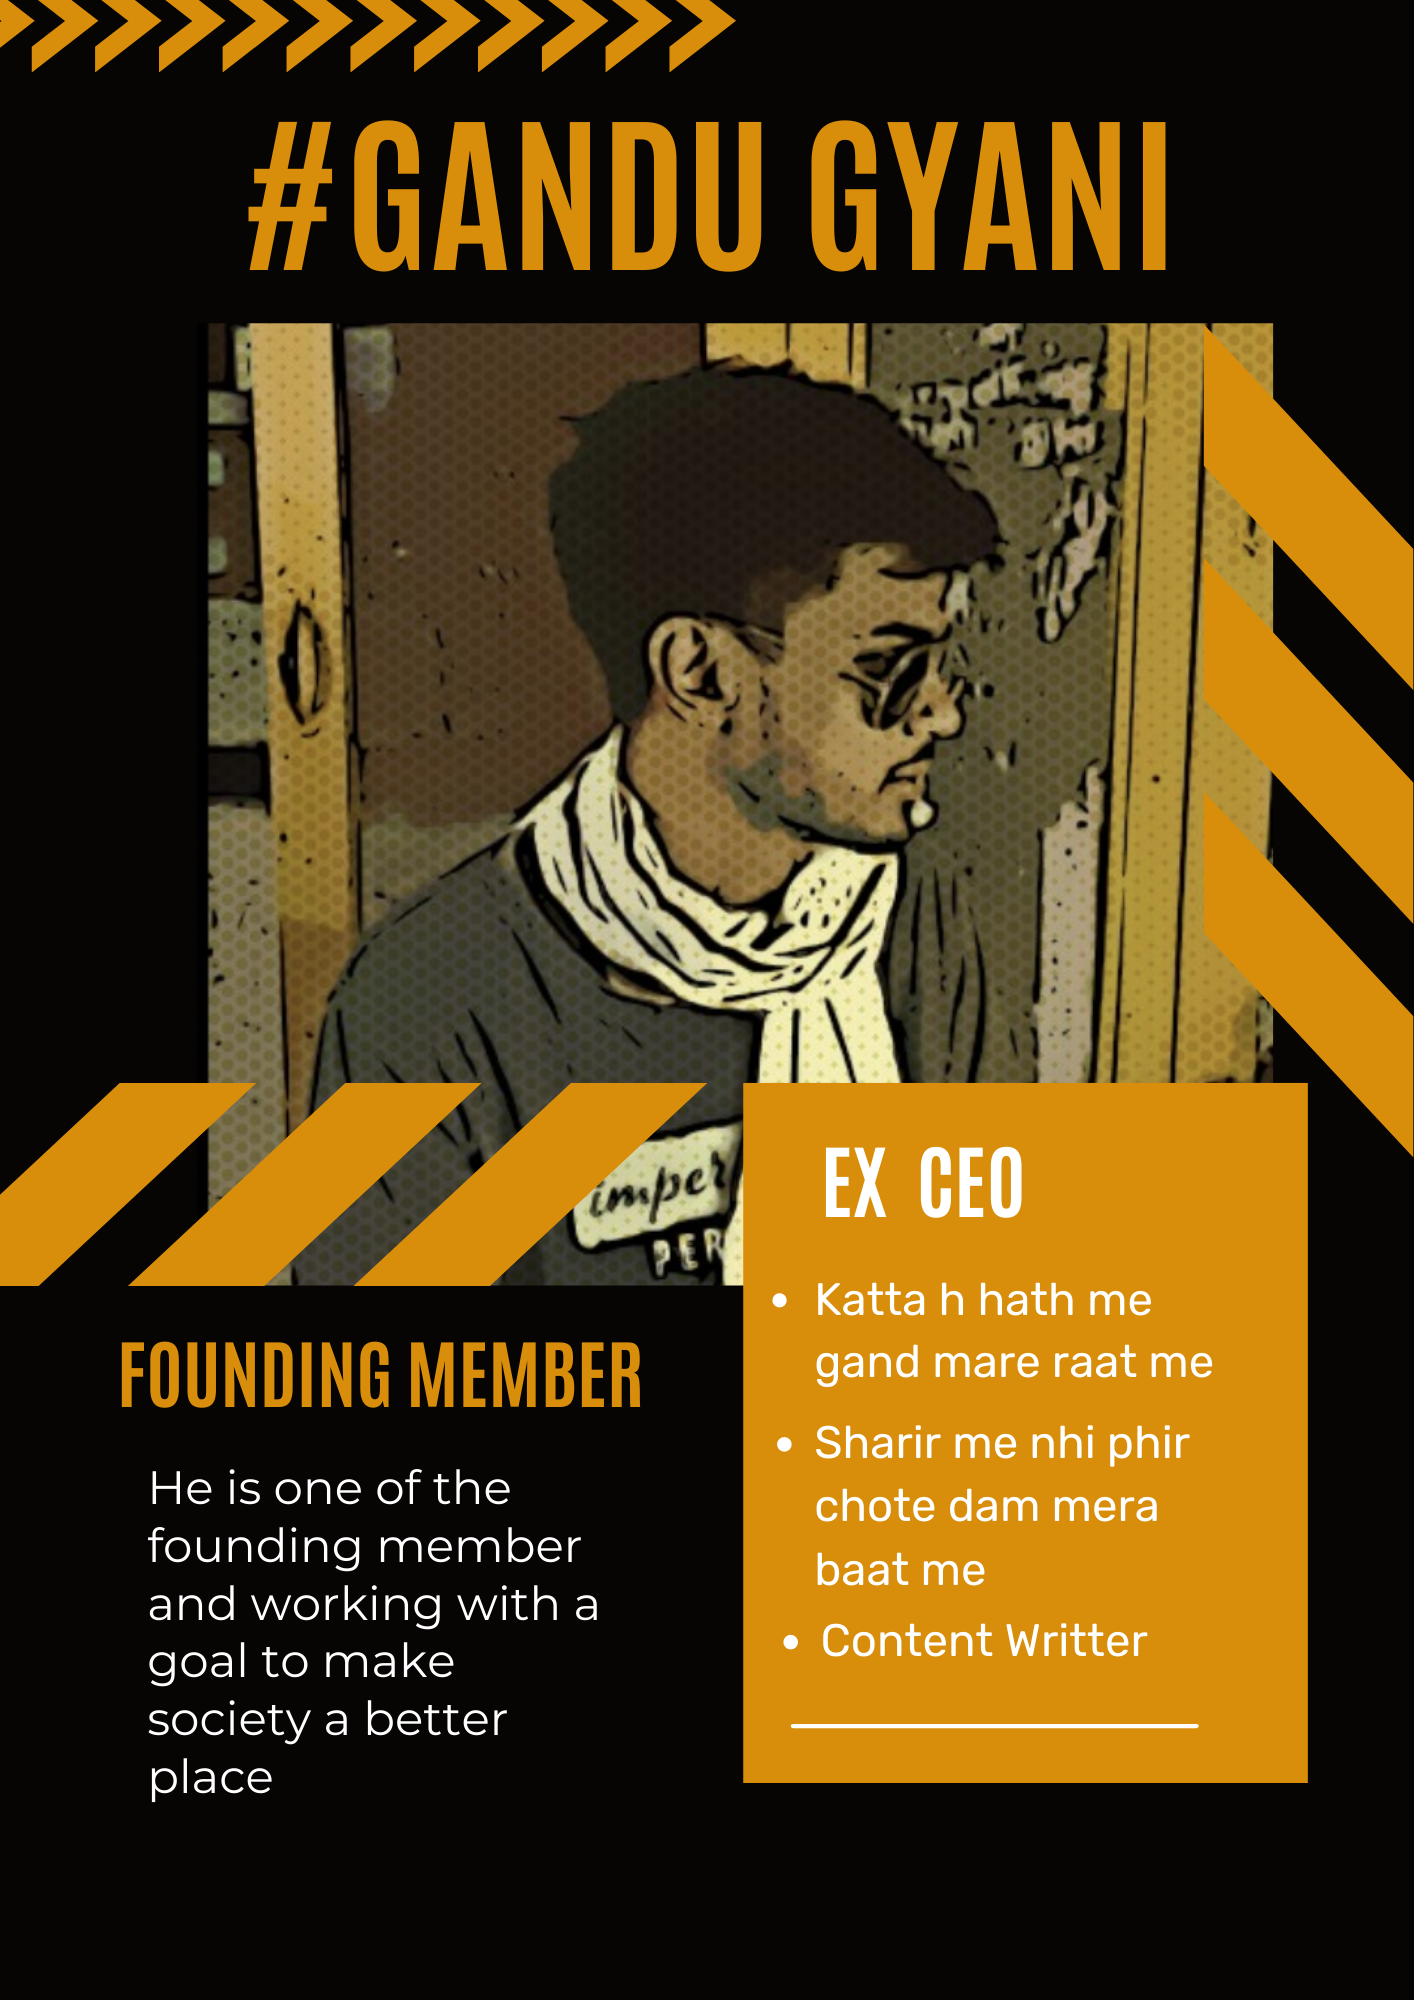 #GANDU GYANI
imper
PER
EX CEO
Katta h hath me
gand mare raat me
Sharir me nhi phir
chote dam mera
baat me
Content Writter
FOUNDING MEMBER
He is one of the
founding member
and working with a
goal to make
society a better
place